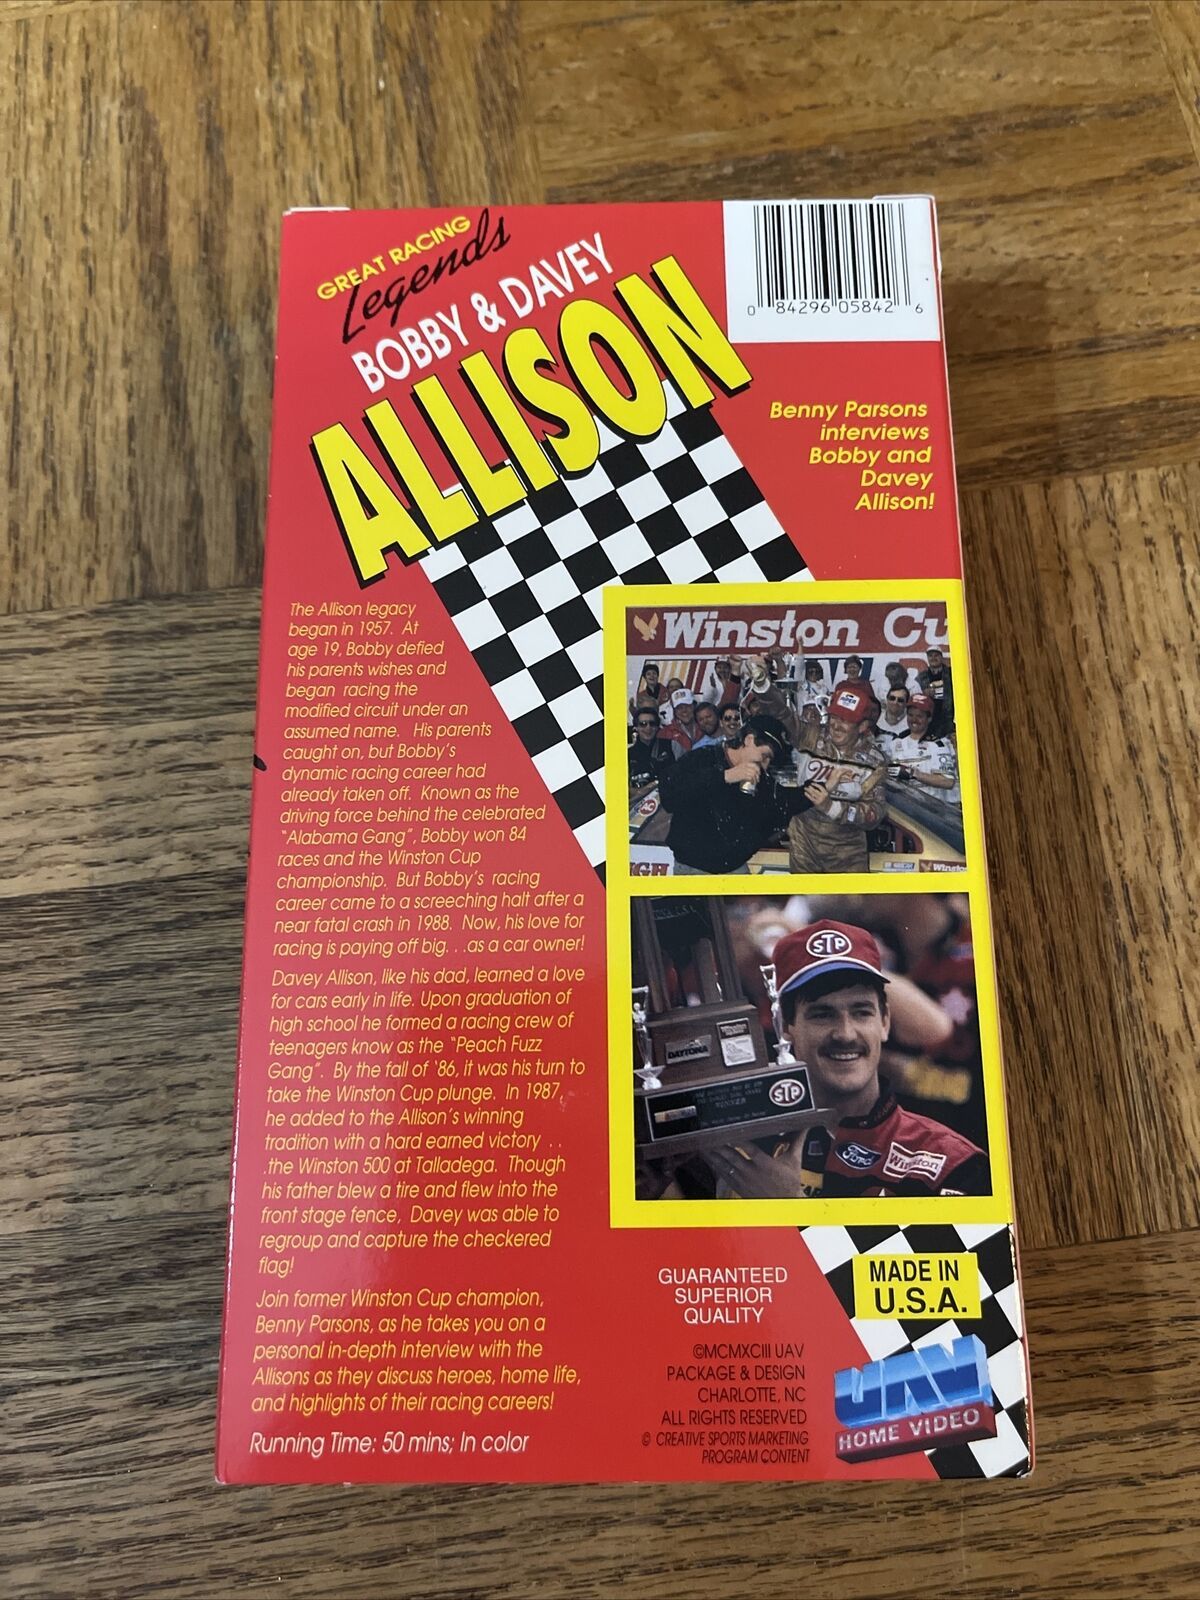 GREAT RACING
Legends
BOBBY & DAVEY
ALLISON
0 84296 05842 6
Benny Parsons
interviews
Bobby and
Davey
Allison!
The Allison legacy
began in 1957. At
age 19, Bobby defied
his parents wishes and
began racing the
modified circuit under an
assumed name. His parents
caught on, but Bobby's
dynamic racing career had
already taken off. Known as the
driving force behind the celebrated
"Alabama Gang", Bobby won 84
races and the Winston Cup
championship. But Bobby's racing
career came to a screeching halt after a
near fatal crash in 1988. Now, his love for
racing is paying off big. . .as a car owner!
Davey Allison, like his dad, learned a love
for cars early in life. Upon graduation of
high school he formed a racing crew of
teenagers know as the "Peach Fuzz
Gang". By the fall of '86, it was his turn to
take the Winston Cup plunge. In 1987,
he added to the Allison's winning
tradition with a hard earned victory . .
.the Winston 500 at Talladega. Though
his father blew a tire and flew into the
front stage fence, Davey was able to
regroup and capture the checkered
flag!
Join former Winston Cup champion,
Benny Parsons, as he takes you on a
personal in-depth interview with the
Allisons as they discuss heroes, home life,
and highlights of their racing careers!
Running Time: 50 mins; In color
Winston Cu
Miller
STP
DAYTONA
WINNER
STP
Ford
Winston
GUARANTEED
SUPERIOR
QUALITY
MADE IN
U.S.A.
©MCMXCIII UAV
PACKAGE & DESIGN
CHARLOTTE, NC
ALL RIGHTS RESERVED
© CREATIVE SPORTS MARKETING
PROGRAM CONTENT
UAV
HOME VIDEO